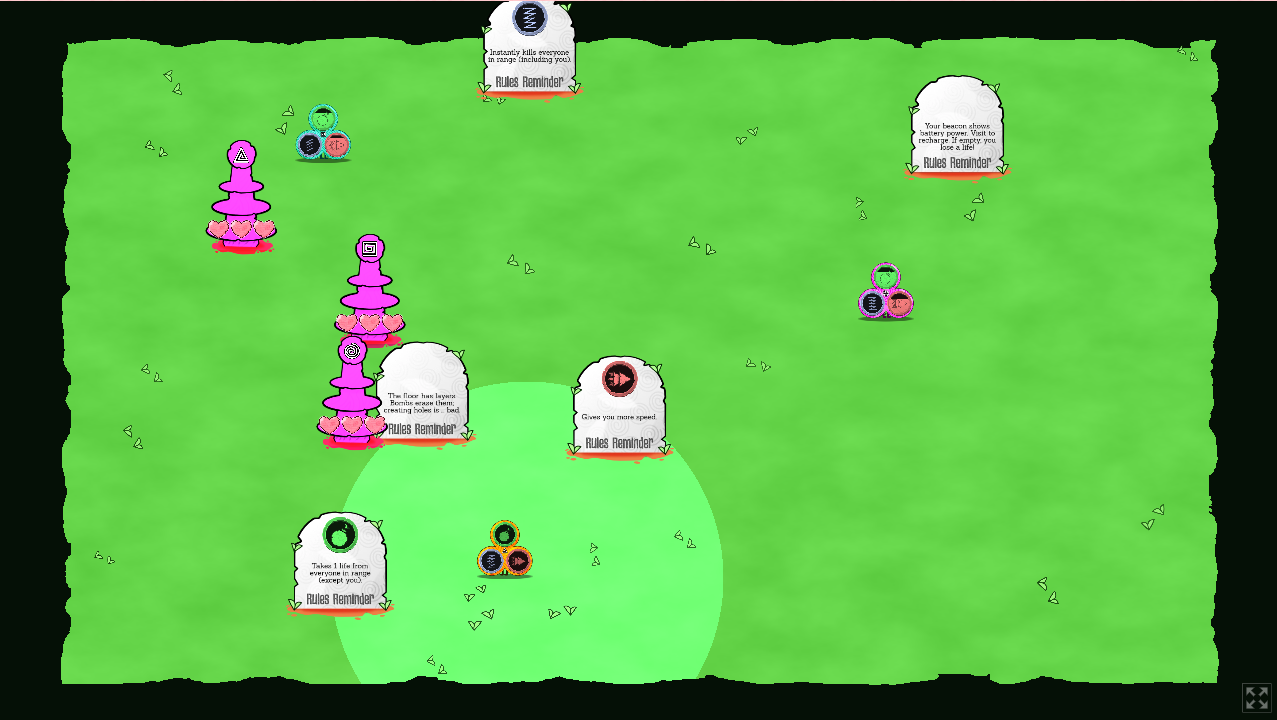 Instantly kills everyone
in range (including you).
Rules Reminder
Your beacon shows
battery power. Visit to
recharge. If empty, you
lose a life!
Rules Reminder
The floor has layers.
Bombs erase them;
creating holes is .. bad.
Rules Reminder
Gives you more speed.
Rules Reminder
Takes 1 life from
everyone in range
(except you).
Rules Reminder